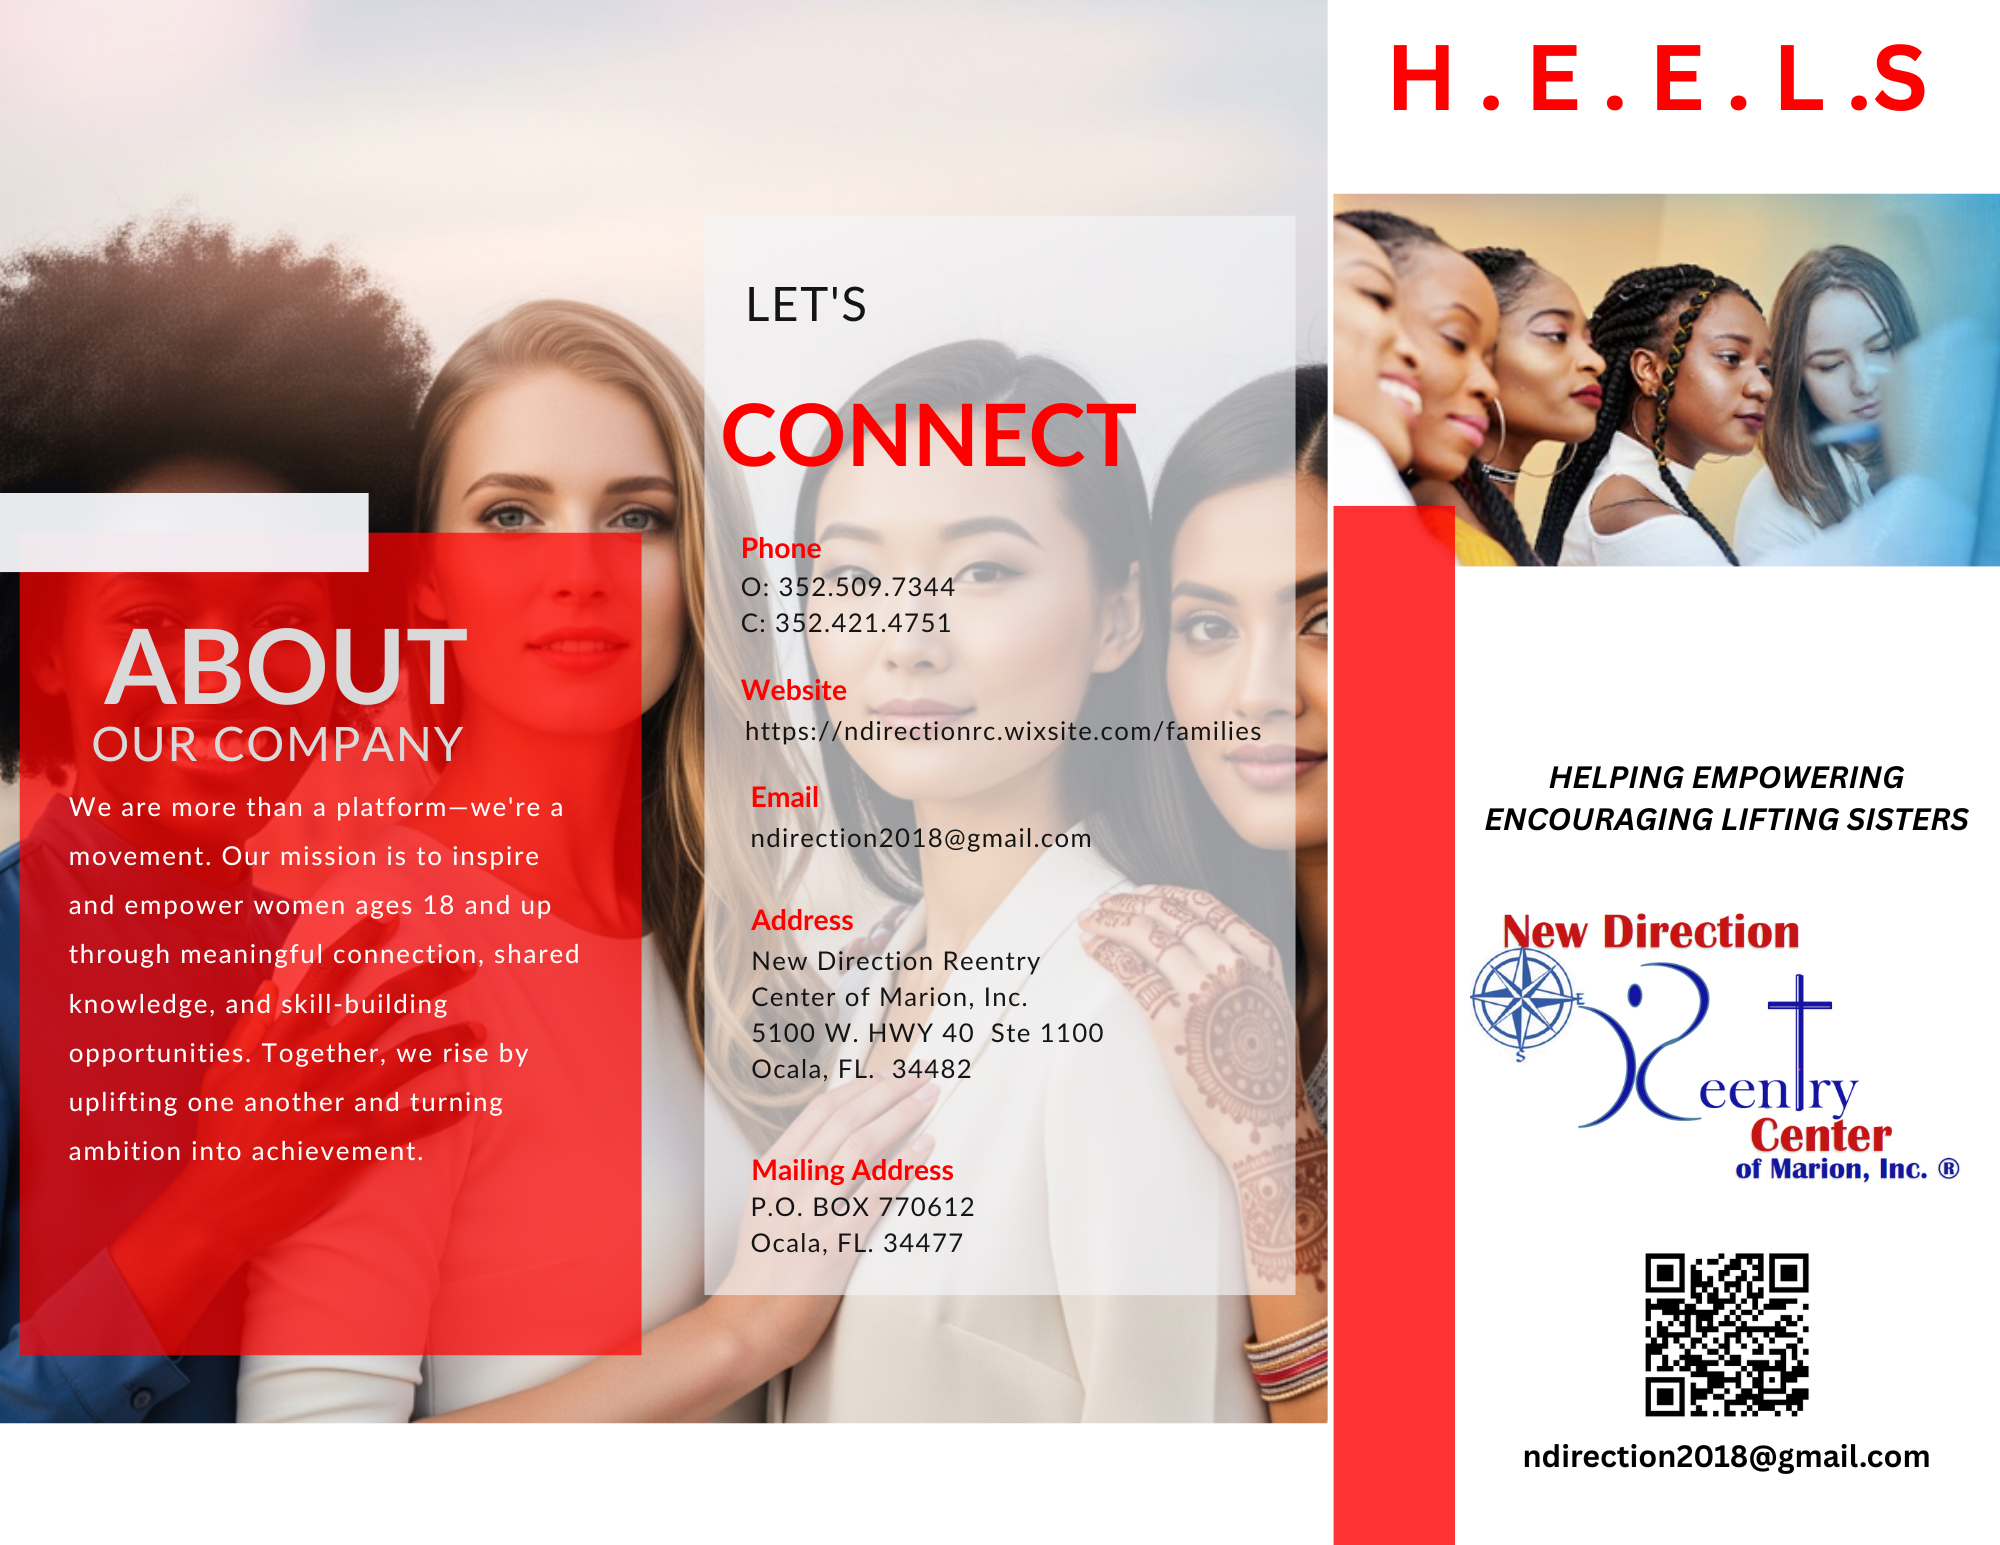 ABOUT
OUR COMPANY
We are more than a platform—we're a
movement. Our mission is to inspire
and empower women ages 18 and up
through meaningful connection, shared
knowledge, and skill-building
opportunities. Together, we rise by
uplifting one another and turning
ambition into achievement.
LET'S
CONNECT
Phone
O: 352.509.7344
C: 352.421.4751
Website
https://ndirectionrc.wixsite.com/families
Email
ndirection2018@gmail.com
Address
New Direction Reentry
Center of Marion, Inc.
5100 W. HWY 40  Ste 1100
Ocala, FL.  34482
Mailing Address
P.O. BOX 770612
Ocala, FL. 34477
H . E . E . L .S
HELPING EMPOWERING
ENCOURAGING LIFTING SISTERS
New Direction
E
S
Reentry
Center
of Marion, Inc. ®
ndirection2018@gmail.com